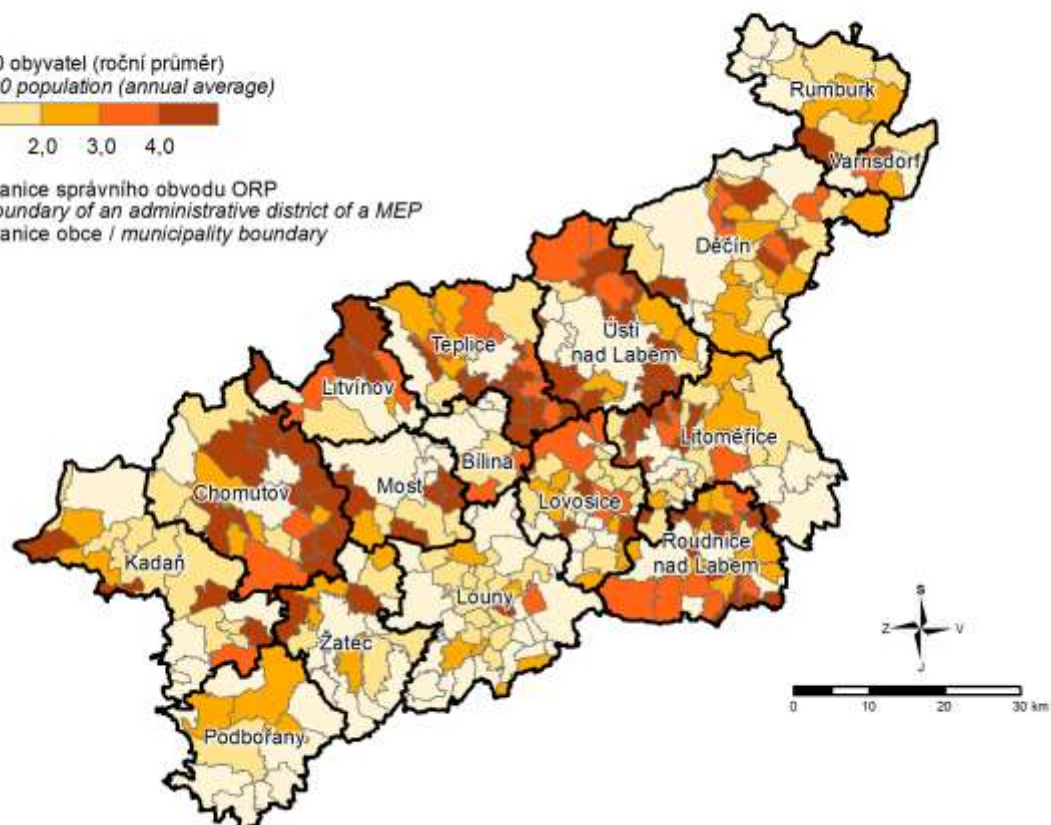 0 obyvatel (roční průměr)
0 population (annual average)
2,0 3,0 4,0
anice správního obvodu ORP
oundary of an administrative district of a MEP
anice obce / municipality boundary
Rumburk
Varnsdorf
Děčín
Ústí
nad Labem
Teplice
Litvínov
Litoměřice
Bílina
Most
Chomutov
Lovosice
Roudnice
nad Labem
Kadaň
Louny
Žatec
Podbořany
S
Z V
J
0 10 20 30 km